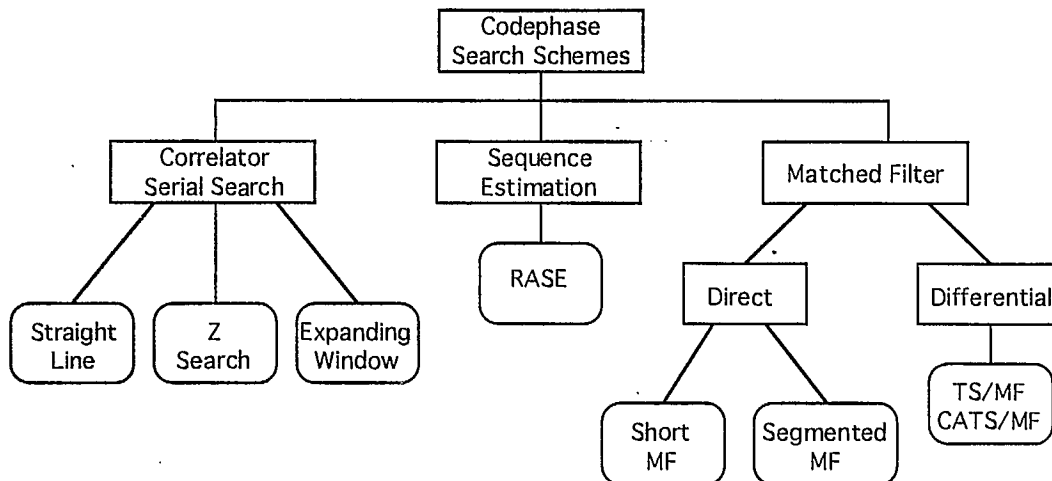 Codephase
Search Schemes
Correlator
Serial Search
Sequence
Estimation
Matched Filter
RASE
Direct
Differential
Straight
Line
Z
Search
Expanding
Window
TS/MF
CATS/MF
Short
MF
Segmented
MF